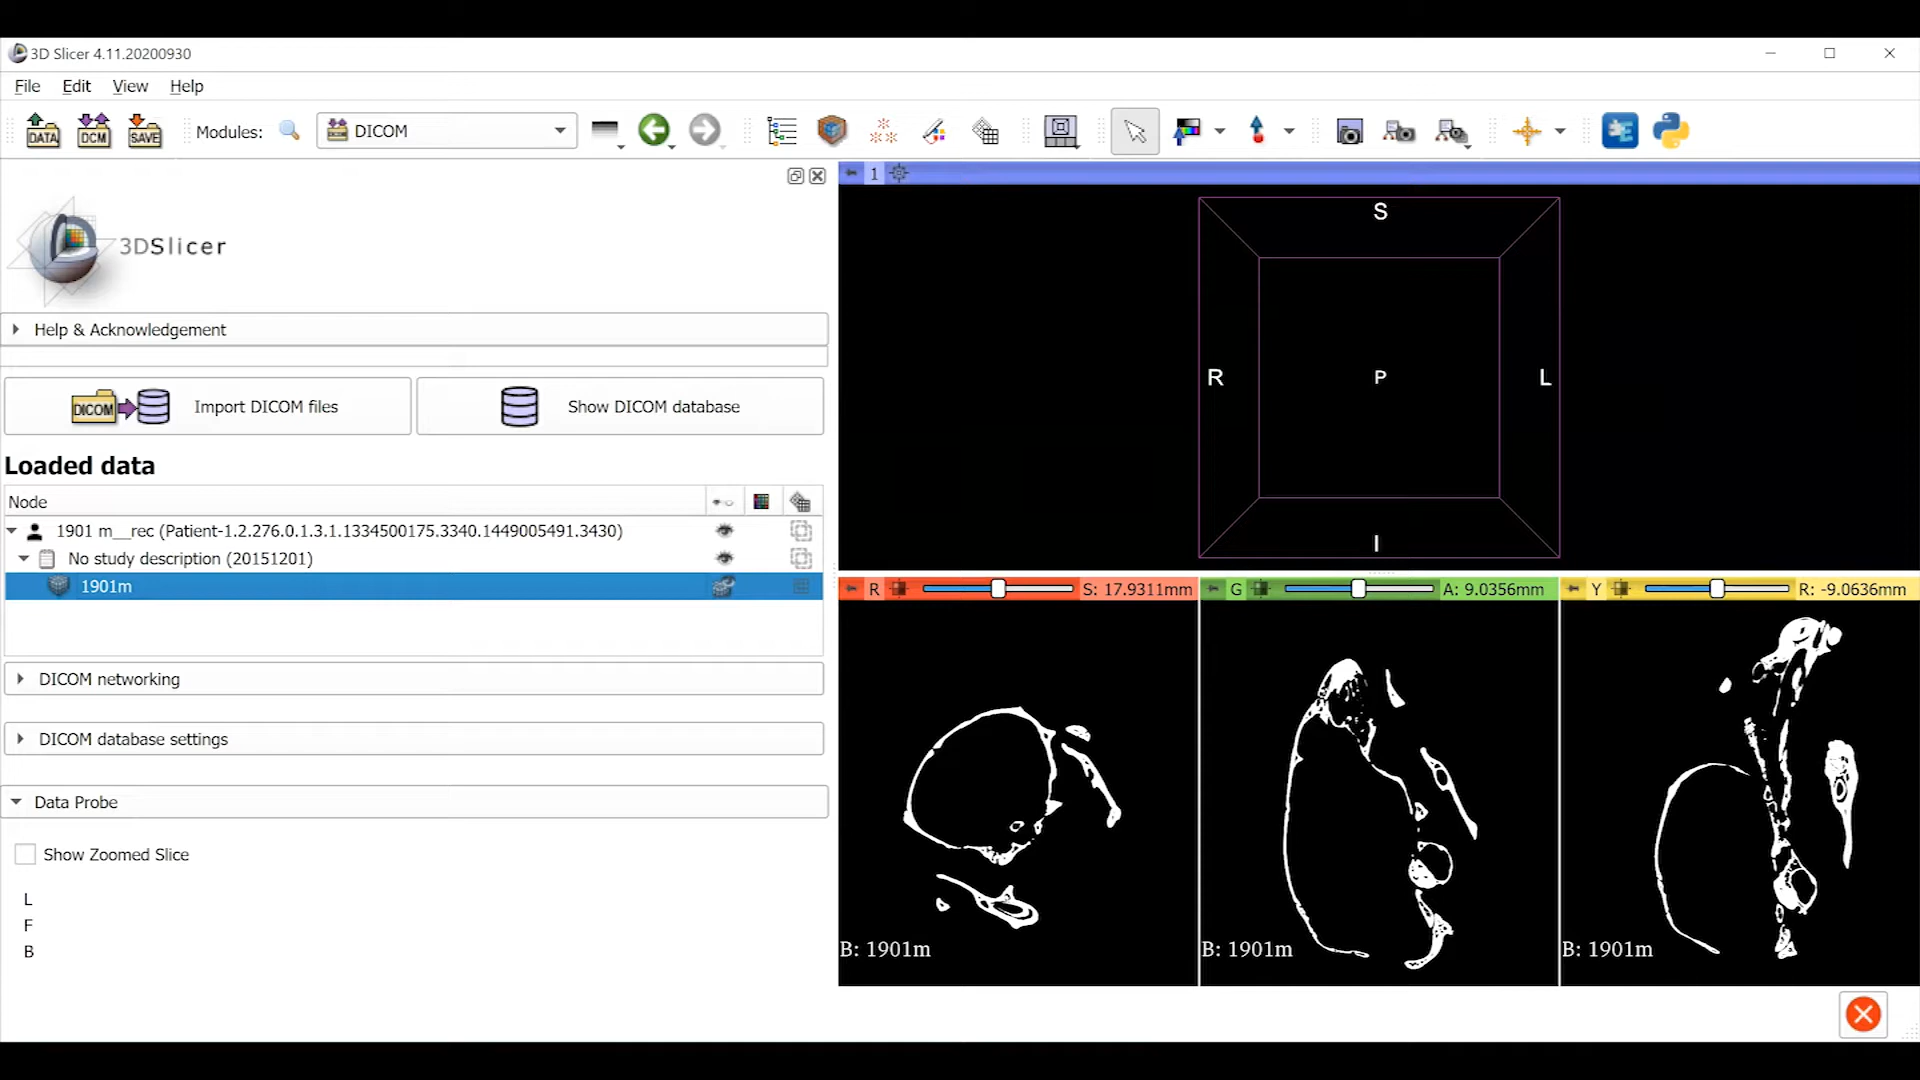 3D Slicer 4.11.20200930
File Edit View Help
DATA DCM SAVE Modules: DICOM
1
3DSlicer
Help & Acknowledgement
DICOM Import DICOM files Show DICOM database
Loaded data
Node
1901 m__rec (Patient-1.2.276.0.1.3.1.1334500175.3340.1449005491.3430)
No study description (20151201)
1901m
DICOM networking
DICOM database settings
Data Probe
Show Zoomed Slice
L
F
B
S
R P L
I
R S: 17.9311mm G A: 9.0356mm Y R: -9.0636mm
B: 1901m B: 1901m B: 1901m